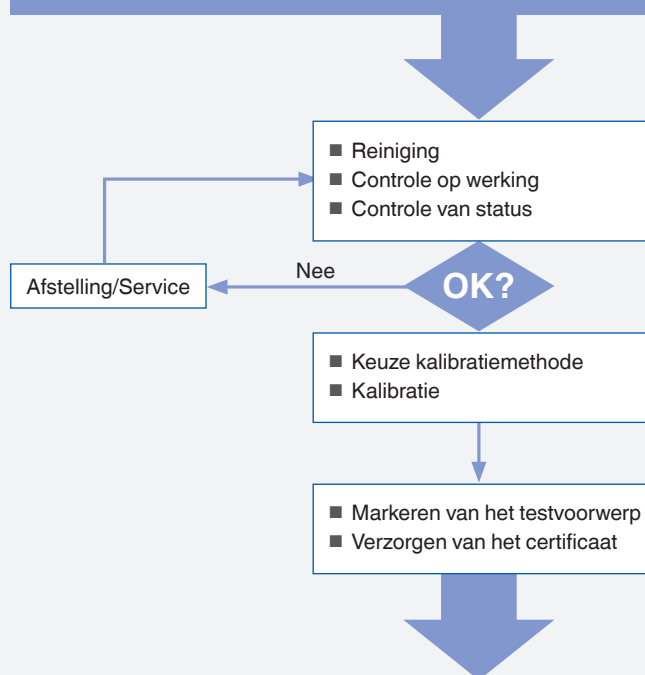 ■ Reiniging
■ Controle op werking
■ Controle van status
Nee
Afstelling/Service
OK?
■ Keuze kalibratiemethode
■ Kalibratie
■ Markeren van het testvoorwerp
■ Verzorgen van het certificaat